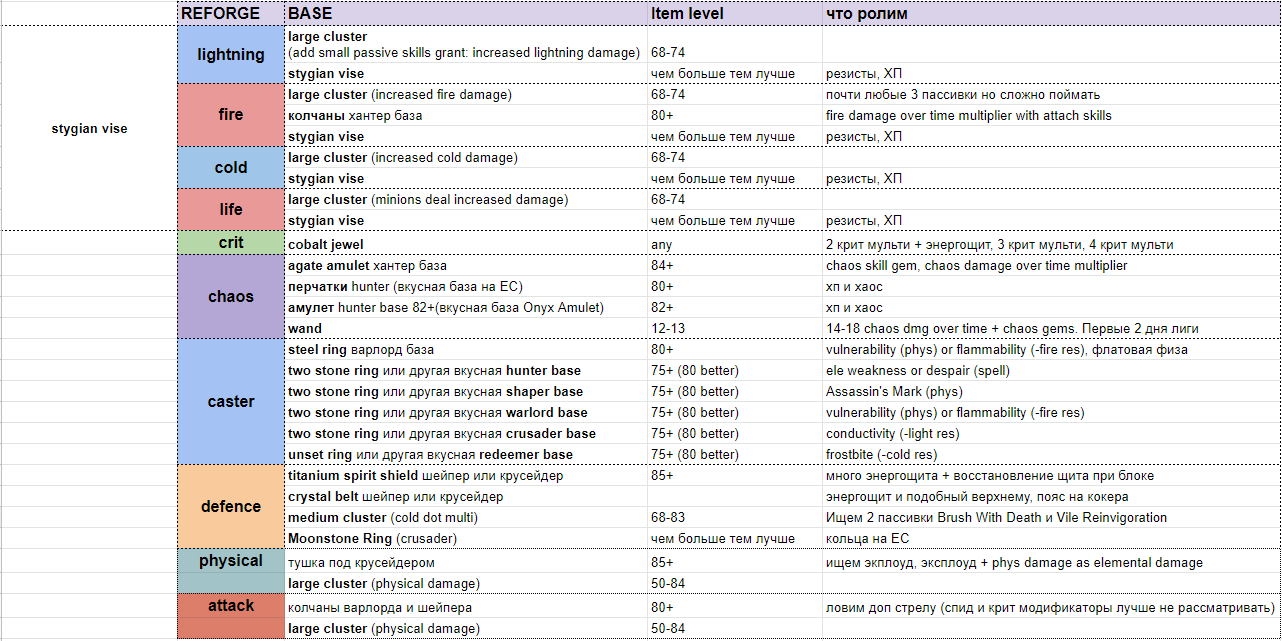 REFORGE BASE Item level что ролим
stygian vise
lightning
large cluster
(add small passive skills grant: increased lightning damage) 68-74
stygian vise чем больше тем лучше резисты, ХП
fire
large cluster (increased fire damage) 68-74 почти любые 3 пассивки но сложно поймать
колчаны хантер база 80+ fire damage over time multiplier with attach skills
stygian vise чем больше тем лучше резисты, ХП
cold
large cluster (increased cold damage) 68-74
stygian vise чем больше тем лучше резисты, ХП
life
large cluster (minions deal increased damage) 68-74
stygian vise чем больше тем лучше резисты, ХП
crit
cobalt jewel any 2 крит мульти + энергощит, 3 крит мульти, 4 крит мульти
chaos
agate amulet хантер база 84+ chaos skill gem, chaos damage over time multiplier
перчатки hunter (вкусная база на ЕС) 80+ хп и хаос
амулет hunter base 82+(вкусная база Onyx Amulet) 82+ хп и хаос
wand 12-13 14-18 chaos dmg over time + chaos gems. Первые 2 дня лиги
caster
steel ring варлорд база 80+ vulnerability (phys) or flammability (-fire res), флатовая физа
two stone ring или другая вкусная hunter base 75+ (80 better) ele weakness or despair (spell)
two stone ring или другая вкусная shaper base 75+ (80 better) Assassin's Mark (phys)
two stone ring или другая вкусная warlord base 75+ (80 better) vulnerability (phys) or flammability (-fire res)
two stone ring или другая вкусная crusader base 75+ (80 better) conductivity (-light res)
unset ring или другая вкусная redeemer base 75+ (80 better) frostbite (-cold res)
defence
titanium spirit shield шейпер или крусейдер 85+ много энергощита + восстановление щита при блоке
crystal belt шейпер или крусейдер энергощит и подобный верхнему, пояс на кокера
medium cluster (cold dot multi) 68-83 Ищем 2 пассивки Brush With Death и Vile Reinvigoration
Moonstone Ring (crusader) чем больше тем лучше кольца на ЕС
physical
тушка под крусейдером 85+ ищем экплоуд, эксплоуд + phys damage as elemental damage
large cluster (physical damage) 50-84
attack
колчаны варлорда и шейпера 80+ ловим доп стрелу (спид и крит модификаторы лучше не рассматривать)
large cluster (physical damage) 50-84